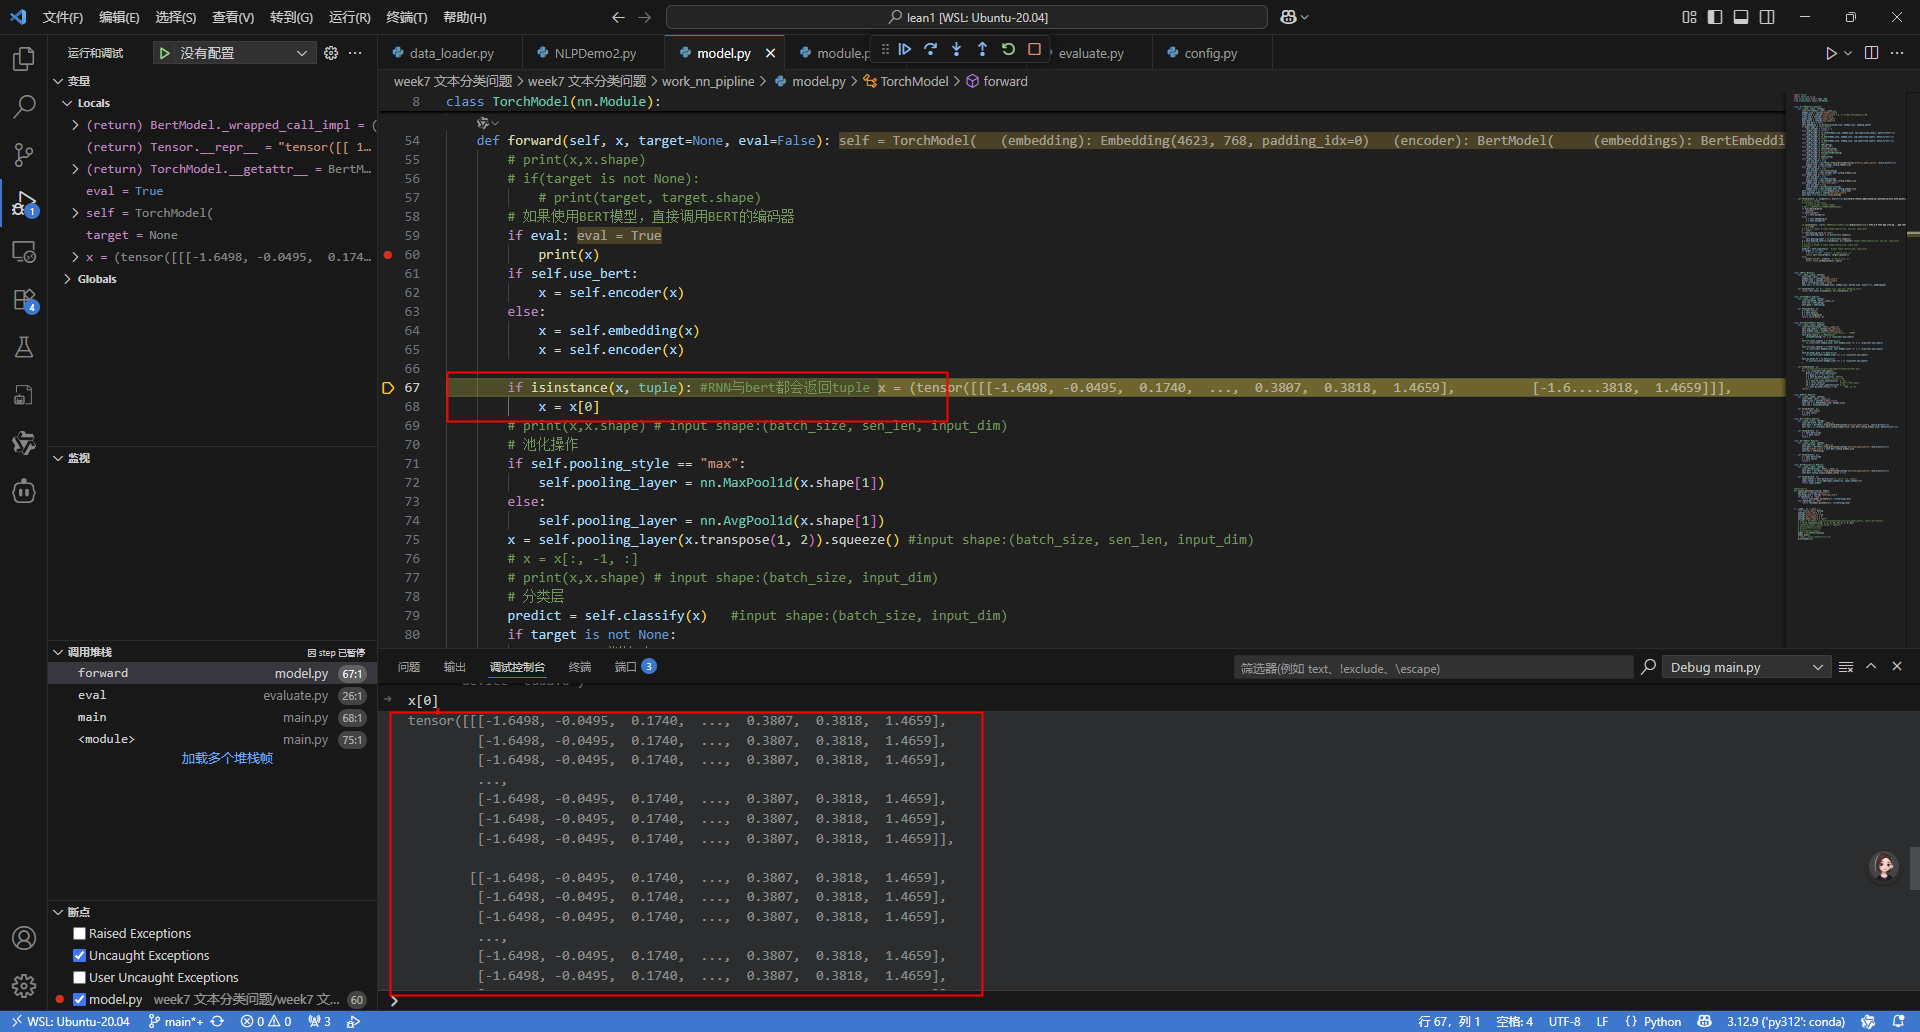 文件(F) 编辑(E) 选择(S) 查看(V) 转到(G) 运行(R) 终端(T) 帮助(H) lean1 [WSL: Ubuntu-20.04]
运行和调试 没有配置 data_loader.py NLPDemo2.py model.py module.p evaluate.py config.py
week7 文本分类问题 > week7 文本分类问题 > work_nn_pipline > model.py > TorchModel > forward
8 class TorchModel(nn.Module):
变量
Locals
(return) BertModel._wrapped_call_impl = (
(return) Tensor.__repr__ = "tensor([[ 1...
(return) TorchModel.__getattr__ = BertM...
eval = True
self = TorchModel(
target = None
x = (tensor([[[-1.6498, -0.0495, 0.174...
Globals
监视
调用堆栈 因 step 已暂停
forward model.py 67:1
eval evaluate.py 26:1
main main.py 68:1
<module> main.py 75:1
加载多个堆栈帧
断点
Raised Exceptions
Uncaught Exceptions
User Uncaught Exceptions
model.py week7 文本分类问题/week7 文... 60
54 def forward(self, x, target=None, eval=False): self = TorchModel( (embedding): Embedding(4023, 768, padding_idx=0) (encoder): BertModel( (embeddings): BertEmbeddi
55 # print(x,x.shape)
56 # if(target is not None):
57 # print(target, target.shape)
58 # 如果使用BERT模型，直接调用BERT的编码器
59 if eval: eval = True
60 print(x)
61 if self.use_bert:
62 x = self.encoder(x)
63 else:
64 x = self.embedding(x)
65 x = self.encoder(x)
66
67 if isinstance(x, tuple): #RNN与bert都会返回tuple x = (tensor([[[-1.6498, -0.0495, 0.1740, ..., 0.3807, 0.3818, 1.4659], [-1.6....3818, 1.4659]]],
68 x = x[0]
69 # print(x,x.shape) # input shape:(batch_size, sen_len, input_dim)
70 # 池化操作
71 if self.pooling_style == "max":
72 self.pooling_layer = nn.MaxPool1d(x.shape[1])
73 else:
74 self.pooling_layer = nn.AvgPool1d(x.shape[1])
75 x = self.pooling_layer(x.transpose(1, 2)).squeeze() #input shape:(batch_size, sen_len, input_dim)
76 # x = x[:, -1, :]
77 # print(x,x.shape) # input shape:(batch_size, input_dim)
78 # 分类层
79 predict = self.classify(x) #input shape:(batch_size, input_dim)
80 if target is not None:
问题 输出 调试控制台 终端 端口 3 筛选器(例如 text、!exclude、\escape) Debug main.py
x[0]
tensor([[[-1.6498, -0.0495, 0.1740, ..., 0.3807, 0.3818, 1.4659],
[-1.6498, -0.0495, 0.1740, ..., 0.3807, 0.3818, 1.4659],
[-1.6498, -0.0495, 0.1740, ..., 0.3807, 0.3818, 1.4659],
...,
[-1.6498, -0.0495, 0.1740, ..., 0.3807, 0.3818, 1.4659],
[-1.6498, -0.0495, 0.1740, ..., 0.3807, 0.3818, 1.4659],
[-1.6498, -0.0495, 0.1740, ..., 0.3807, 0.3818, 1.4659]],
[[-1.6498, -0.0495, 0.1740, ..., 0.3807, 0.3818, 1.4659],
[-1.6498, -0.0495, 0.1740, ..., 0.3807, 0.3818, 1.4659],
[-1.6498, -0.0495, 0.1740, ..., 0.3807, 0.3818, 1.4659],
...,
[-1.6498, -0.0495, 0.1740, ..., 0.3807, 0.3818, 1.4659],
[-1.6498, -0.0495, 0.1740, ..., 0.3807, 0.3818, 1.4659],
1
4
WSL: Ubuntu-20.04 main*+ 0 0 3 行 67，列 1 空格: 4 UTF-8 LF {} Python 3.12.9 ('py312': conda)